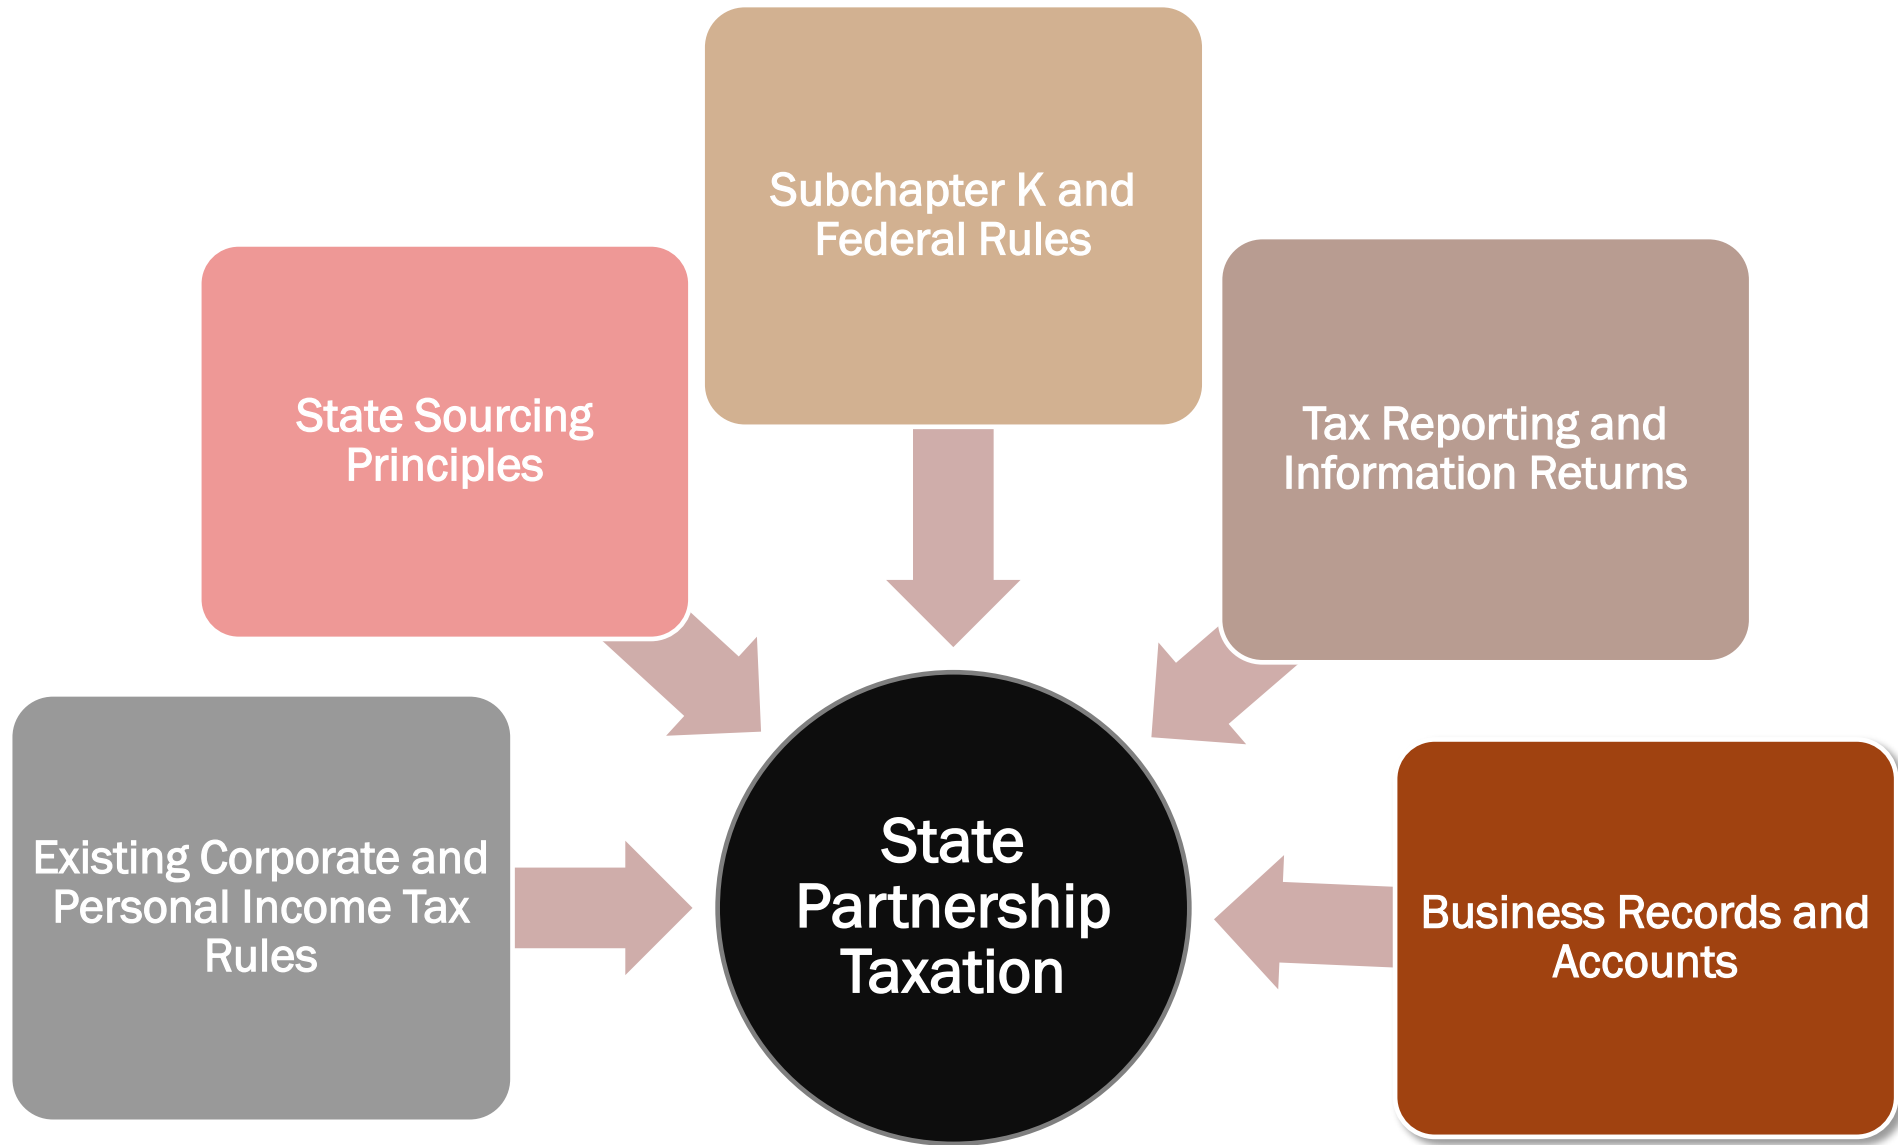 Subchapter K and
Federal Rules
State Sourcing
Principles
Tax Reporting and
Information Returns
Existing Corporate and
Personal Income Tax
Rules
State
Partnership
Taxation
Business Records and
Accounts